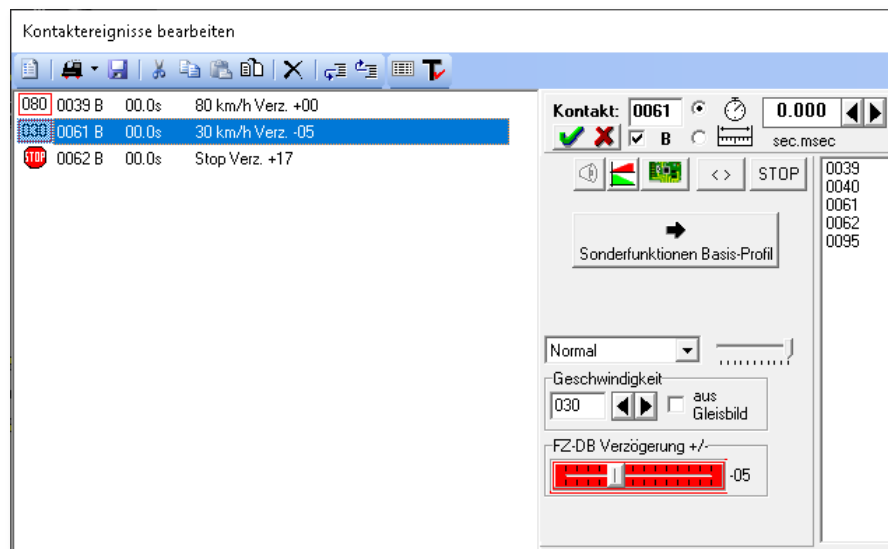 Kontaktereignisse bearbeiten
080 0039 B 00.0s 80 km/h Verz. +00
030 0061 B 00.0s 30 km/h Verz. -05
STOP 0062 B 00.0s Stop Verz. +17
Kontakt: 0061 0.000
B sec.msec
< > STOP
0039
0040
0061
0062
0095
Sonderfunktionen Basis-Profil
Normal
Geschwindigkeit
030 aus
Gleisbild
FZ-DB Verzögerung +/-
-05